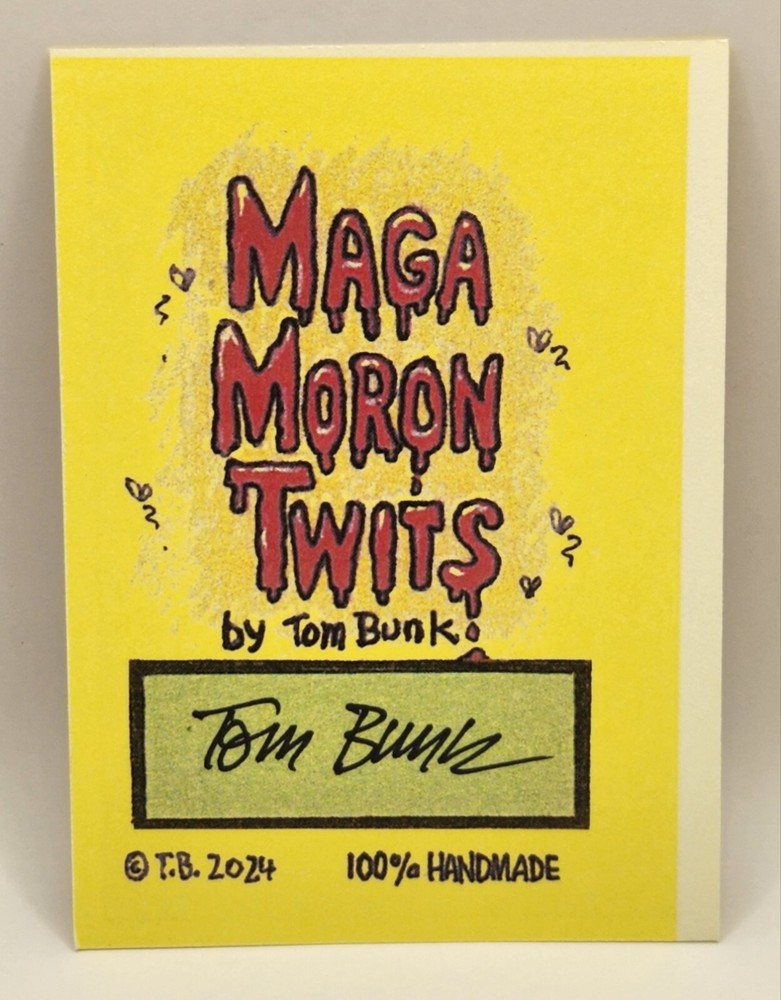 MAGA
MORON
TWITS
by Tom Bunk
Tom Bunk
© T.B. 2024 100% HANDMADE